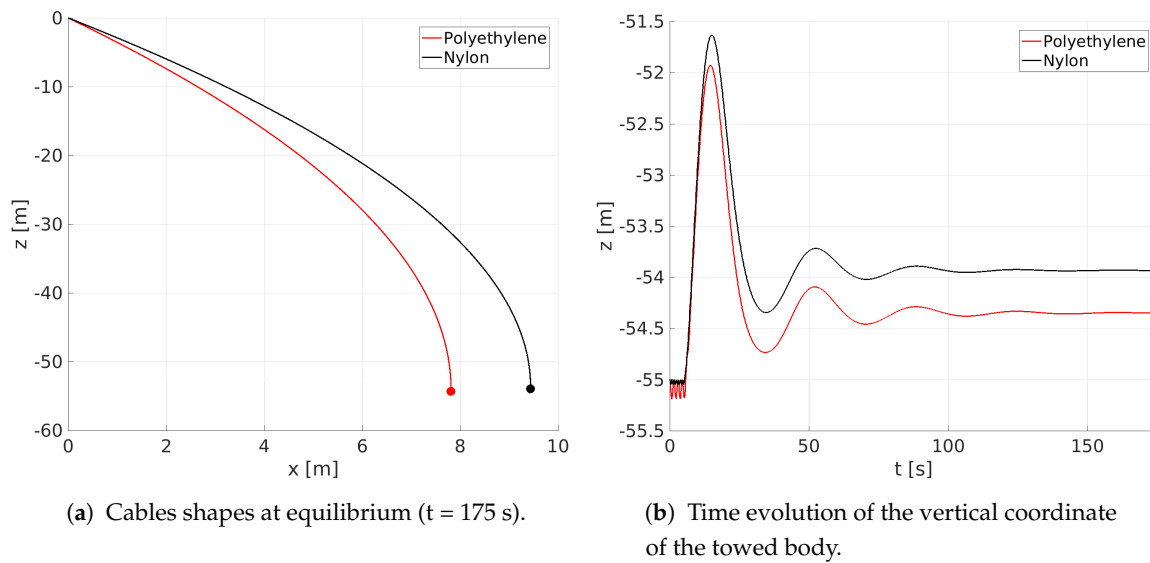 0
-10
-20
-30
-40
-50
-60
z [m]
0
2
4
6
8
10
x [m]
Polyethylene
Nylon
-51.5
-52
-52.5
-53
-53.5
-54
-54.5
-55
-55.5
z [m]
0
50
100
150
t [s]
Polyethylene
Nylon
(a) Cables shapes at equilibrium (t = 175 s).
(b) Time evolution of the vertical coordinate
of the towed body.